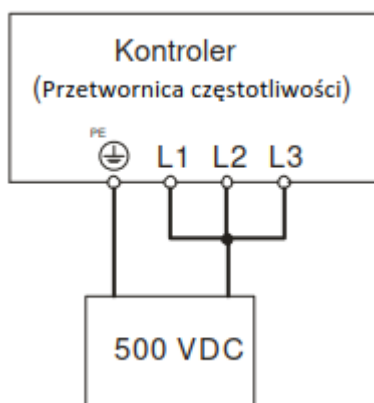 Kontroler
(Przetwornica częstotliwości)
PE
L1 L2 L3
500 VDC